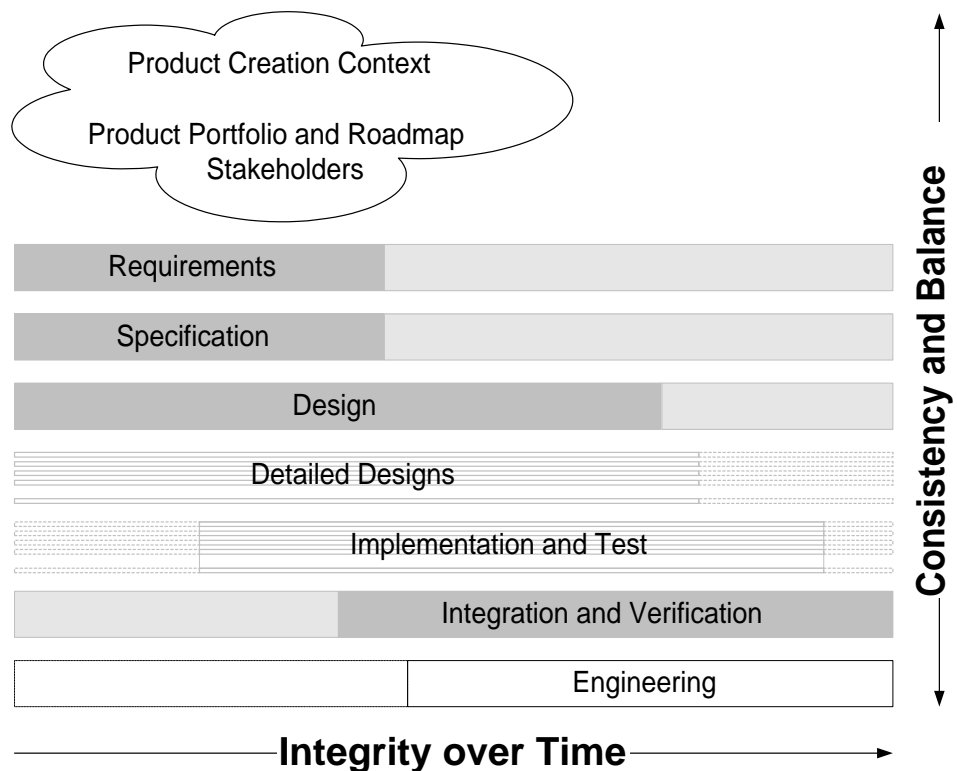 Product Creation Context
Product Portfolio and Roadmap
Stakeholders
Requirements
Specification
Design
Detailed Designs
Implementation and Test
Integration and Verification
Engineering
Integrity over Time
Consistency and Balance